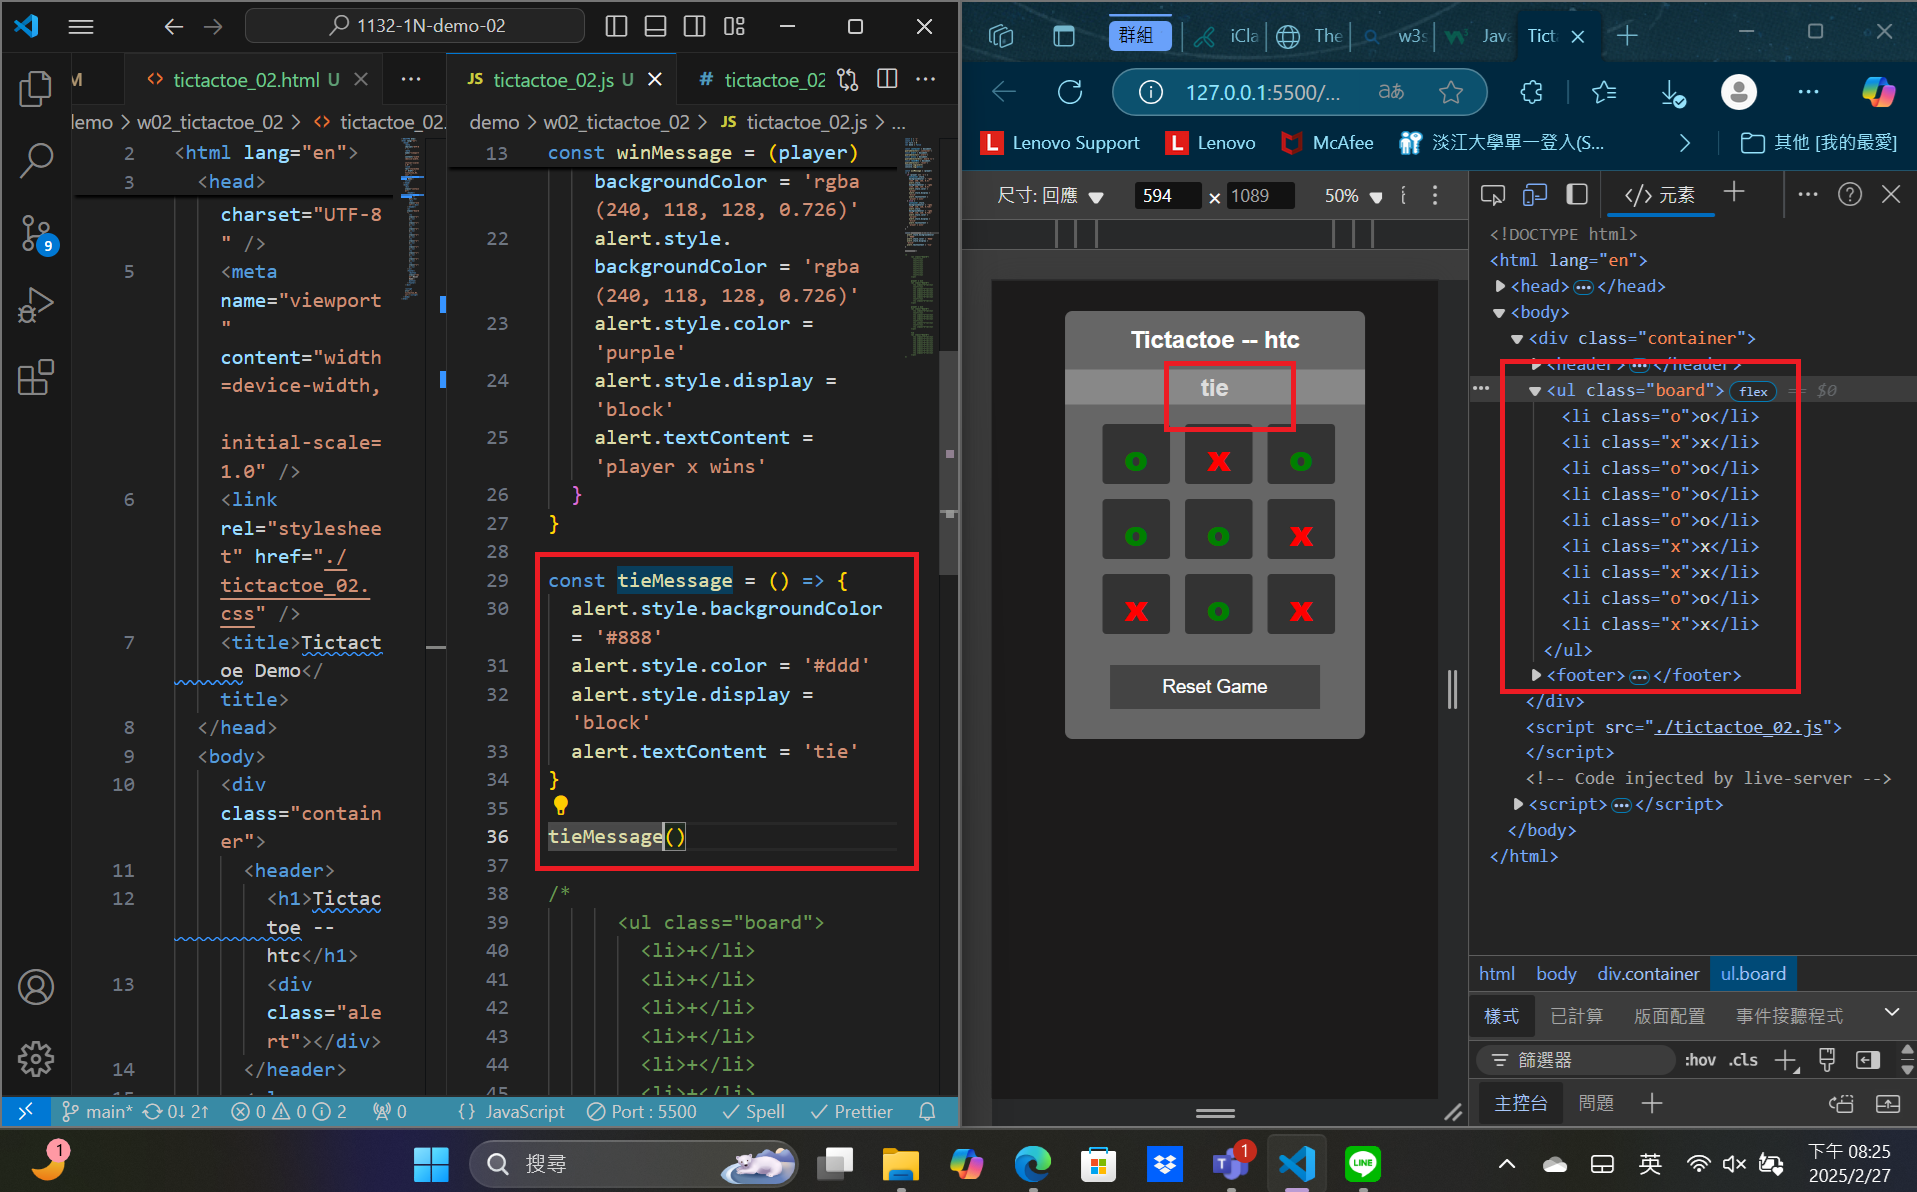 1132-1N-demo-02
M
tictactoe_02.html U
JS tictactoe_02.js U
# tictactoe_02
demo > w02_tictactoe_02 > tictactoe_02.
demo > w02_tictactoe_02 > JS tictactoe_02.js > ...
2 <html lang="en">
3 <head>
charset="UTF-8
" />
5 <meta
name="viewport
"
content="width
=device-width,
initial-scale=
1.0" />
6 <link
rel="styleshee
t" href="./
tictactoe_02.
css" />
7 <title>Tictact
oe Demo</
title>
8 </head>
9 <body>
10 <div
class="contain
er">
11 <header>
12 <h1>Tictac
toe --
htc</h1>
13 <div
class="ale
rt"></div>
14 </header>
13 const winMessage = (player)
backgroundColor = 'rgba
(240, 118, 128, 0.726)'
22 alert.style.
backgroundColor = 'rgba
(240, 118, 128, 0.726)'
23 alert.style.color =
'purple'
24 alert.style.display =
'block'
25 alert.textContent =
'player x wins'
26 }
27 }
28
29 const tieMessage = () => {
30 alert.style.backgroundColor
= '#888'
31 alert.style.color = '#ddd'
32 alert.style.display =
'block'
33 alert.textContent = 'tie'
34 }
35
36 tieMessage()
37
38 /*
39 <ul class="board">
40 <li>+</li>
41 <li>+</li>
42 <li>+</li>
43 <li>+</li>
44 <li>+</li>
45 <li>+</li>
9
main* 0↓ 2↑ 0 0 2 0 {} JavaScript Port : 5500 Spell Prettier
群組 iCla The w3s Java Tict
127.0.0.1:5500/... aあ
Lenovo Support Lenovo McAfee 淡江大學單一登入(S... 其他 [我的最愛]
尺寸: 回應 594 × 1089 50%
元素
Tictactoe -- htc
tie
o x o
o o x
x o x
Reset Game
<!DOCTYPE html>
<html lang="en">
<head>…</head>
<body>
<div class="container">
<header>…</header>
<ul class="board"> flex == $0
<li class="o">o</li>
<li class="x">x</li>
<li class="o">o</li>
<li class="o">o</li>
<li class="o">o</li>
<li class="x">x</li>
<li class="x">x</li>
<li class="o">o</li>
<li class="x">x</li>
</ul>
<footer>…</footer>
</div>
<script src="./tictactoe_02.js">
</script>
<!-- Code injected by live-server -->
<script>…</script>
</body>
</html>
html body div.container ul.board
樣式 已計算 版面配置 事件接聽程式
篩選器 :hov .cls
主控台 問題
1
搜尋
1
LINE
英
下午 08:25
2025/2/27